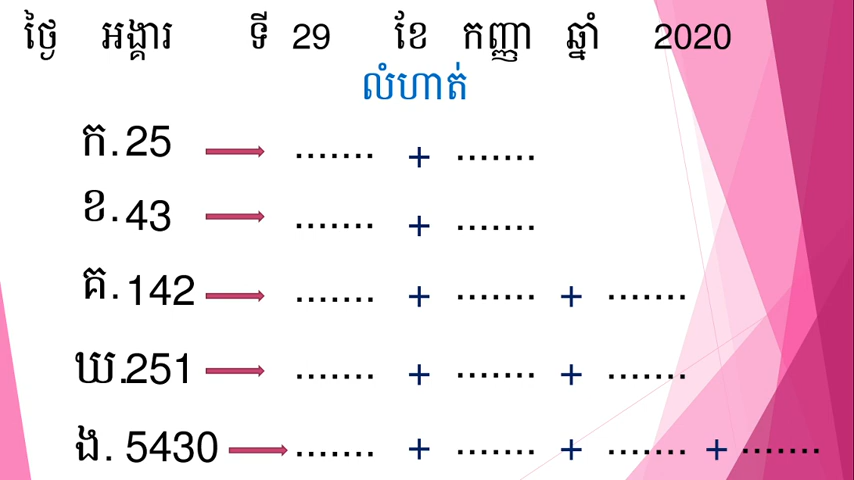 ថ្ងៃ អង្គារ ទី 29 ខែ កញ្ញា ឆ្នាំ 2020
លំហាត់
ក. 25 ....... + .......
ខ. 43 ....... + .......
គ. 142 ....... + ....... + .......
ឃ. 251 ....... + ....... + .......
ង. 5430 ....... + ....... + ....... + .......